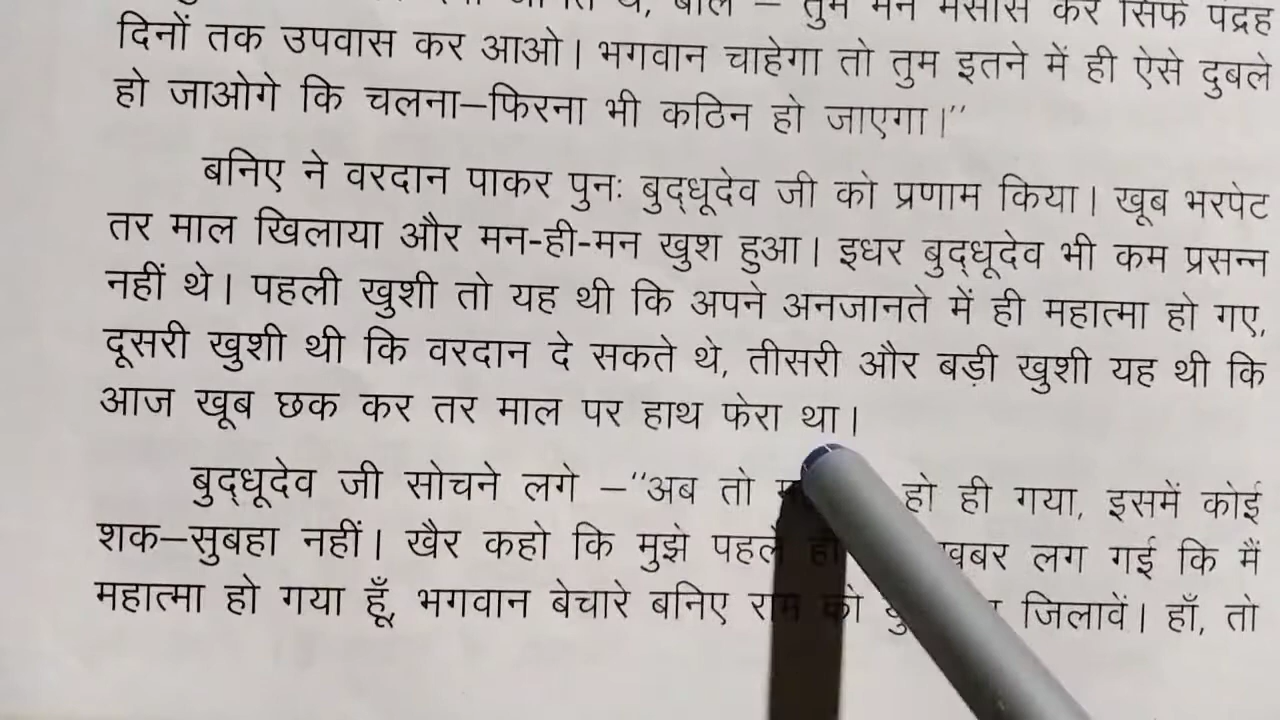 कर सिर्फ पंद्रह
दिनों तक उपवास कर आओ। भगवान चाहेगा तो तुम इतने में ही ऐसे दुबले
हो जाओगे कि चलना–फिरना भी कठिन हो जाएगा।”
बनिए ने वरदान पाकर पुनः बुद्धूदेव जी को प्रणाम किया। खूब भरपेट
तर माल खिलाया और मन-ही-मन खुश हुआ। इधर बुद्धूदेव भी कम प्रसन्न
नहीं थे। पहली खुशी तो यह थी कि अपने अनजानते में ही महात्मा हो गए,
दूसरी खुशी थी कि वरदान दे सकते थे, तीसरी और बड़ी खुशी यह थी कि
आज खूब छक कर तर माल पर हाथ फेरा था।
बुद्धूदेव जी सोचने लगे –“अब तो हो ही गया, इसमें कोई
शक–सुबहा नहीं। खैर कहो कि मुझे पहले ही खबर लग गई कि मैं
महात्मा हो गया हूँ, भगवान बेचारे बनिए राम को जिलावें। हाँ, तो